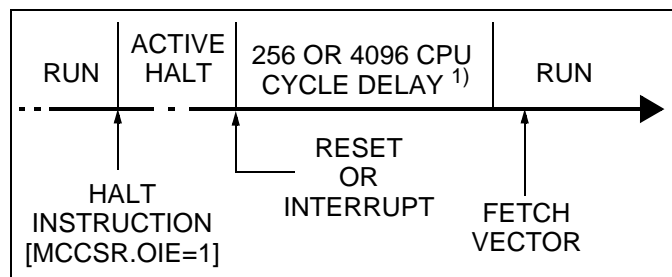 RUN
ACTIVE
HALT
256 OR 4096 CPU
CYCLE DELAY 1)
RUN
HALT
INSTRUCTION
[MCCSR.OIE=1]
RESET
OR
INTERRUPT
FETCH
VECTOR